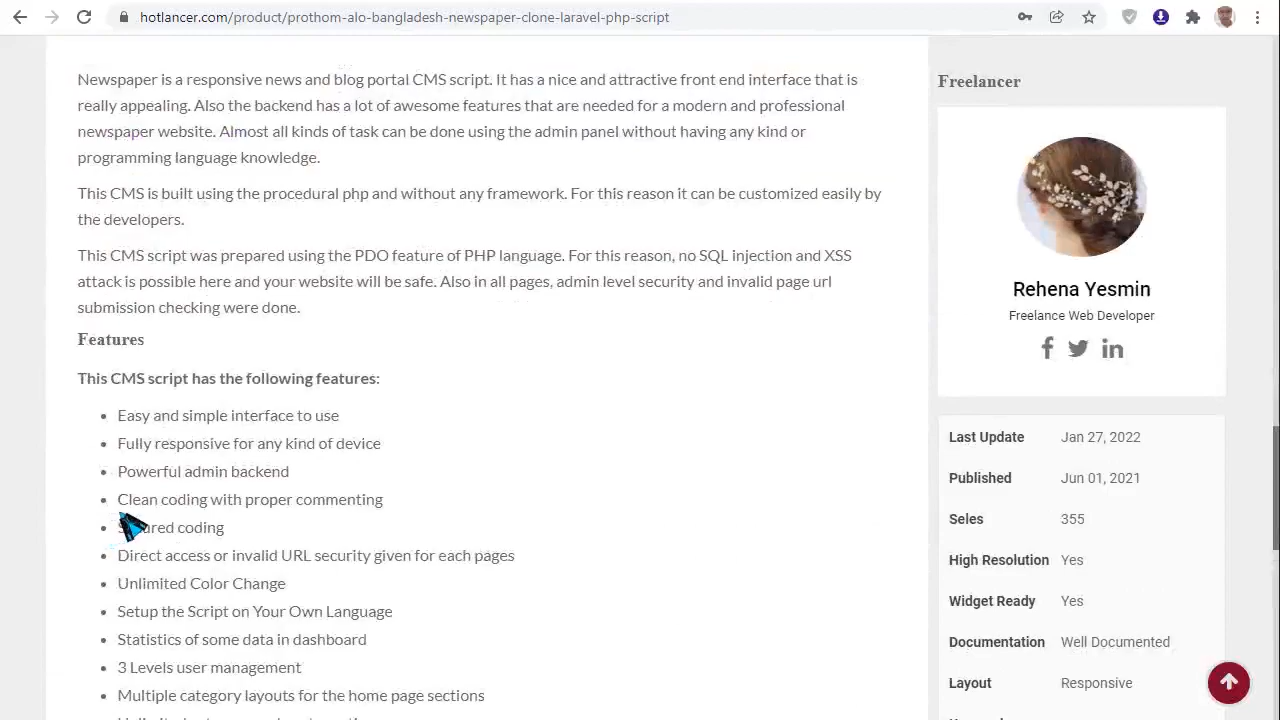 hotlancer.com/product/prothom-alo-bangladesh-newspaper-clone-laravel-php-script
Newspaper is a responsive news and blog portal CMS script. It has a nice and attractive front end interface that is
really appealing. Also the backend has a lot of awesome features that are needed for a modern and professional
newspaper website. Almost all kinds of task can be done using the admin panel without having any kind or
programming language knowledge.
This CMS is built using the procedural php and without any framework. For this reason it can be customized easily by
the developers.
This CMS script was prepared using the PDO feature of PHP language. For this reason, no SQL injection and XSS
attack is possible here and your website will be safe. Also in all pages, admin level security and invalid page url
submission checking were done.
Features
This CMS script has the following features:
Easy and simple interface to use
Fully responsive for any kind of device
Powerful admin backend
Clean coding with proper commenting
coding
Direct access or invalid URL security given for each pages
Unlimited Color Change
Setup the Script on Your Own Language
Statistics of some data in dashboard
3 Levels user management
Multiple category layouts for the home page sections
Freelancer
Rehena Yesmin
Freelance Web Developer
Last Update Jan 27, 2022
Published Jun 01, 2021
Seles 355
High Resolution Yes
Widget Ready Yes
Documentation Well Documented
Layout Responsive